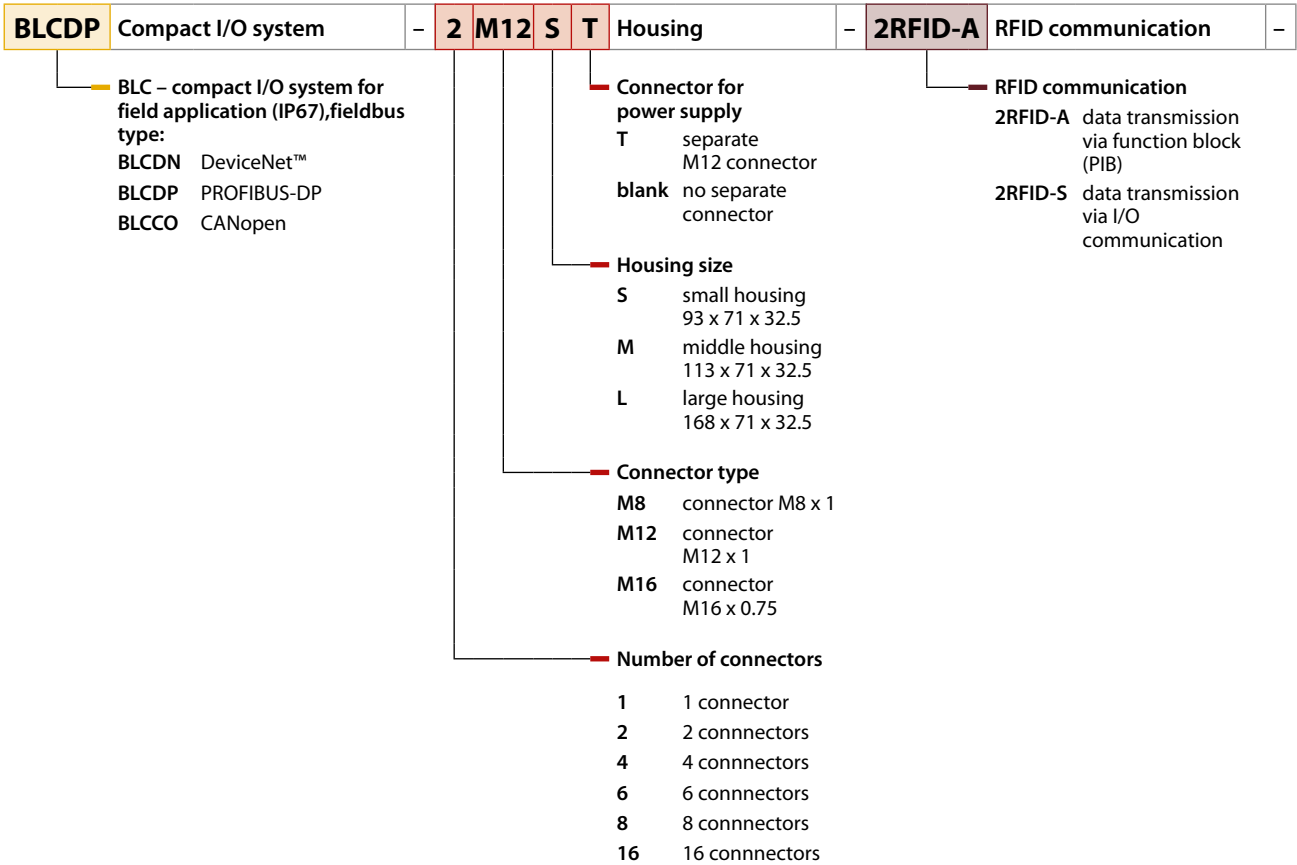 BLCDP Compact I/O system – 2 M12 S T Housing – 2RFID-A RFID communication –
BLC – compact I/O system for
field application (IP67),fieldbus
type:
BLCDN DeviceNet™
BLCDP PROFIBUS-DP
BLCCO CANopen
Connector for
power supply
T separate
M12 connector
blank no separate
connector
Housing size
S small housing
93 x 71 x 32.5
M middle housing
113 x 71 x 32.5
L large housing
168 x 71 x 32.5
Connector type
M8 connector M8 x 1
M12 connector
M12 x 1
M16 connector
M16 x 0.75
Number of connectors
1 1 connector
2 2 connnectors
4 4 connnectors
6 6 connnectors
8 8 connnectors
16 16 connnectors
RFID communication
2RFID-A data transmission
via function block
(PIB)
2RFID-S data transmission
via I/O
communication